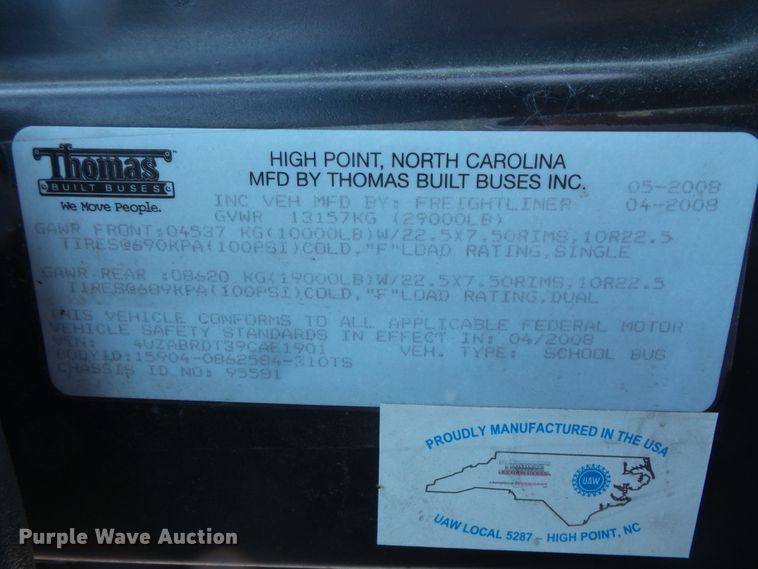 Thomas
BUILT BUSES
We Move People.
HIGH POINT, NORTH CAROLINA
MFD BY THOMAS BUILT BUSES INC. 05-2008
INC VEH MFD BY: FREIGHTLINER 04-2008
GVWR 13157KG (29000LB)
GAWR FRONT:04537 KG(10000LB)W/22.5X7.50RIMS,10R22.5
TIRES@690KPA(100PSI)COLD,"F"LOAD RATING,SINGLE
GAWR REAR :08620 KG(19000LB)W/22.5X7.50RIMS,10R22.5
TIRES@689KPA(100PSI)COLD,"F"LOAD RATING,DUAL
THIS VEHICLE CONFORMS TO ALL APPLICABLE FEDERAL MOTOR
VEHICLE SAFETY STANDARDS IN EFFECT IN: 04/2008
VIN: 4UZABRDT39CAE1901 VEH. TYPE: SCHOOL BUS
BODY ID:15904-0862584-310TS
CHASSIS ID NO: 95591
PROUDLY MANUFACTURED IN THE USA
UAW
UAW LOCAL 5287 – HIGH POINT, NC
Purple Wave Auction